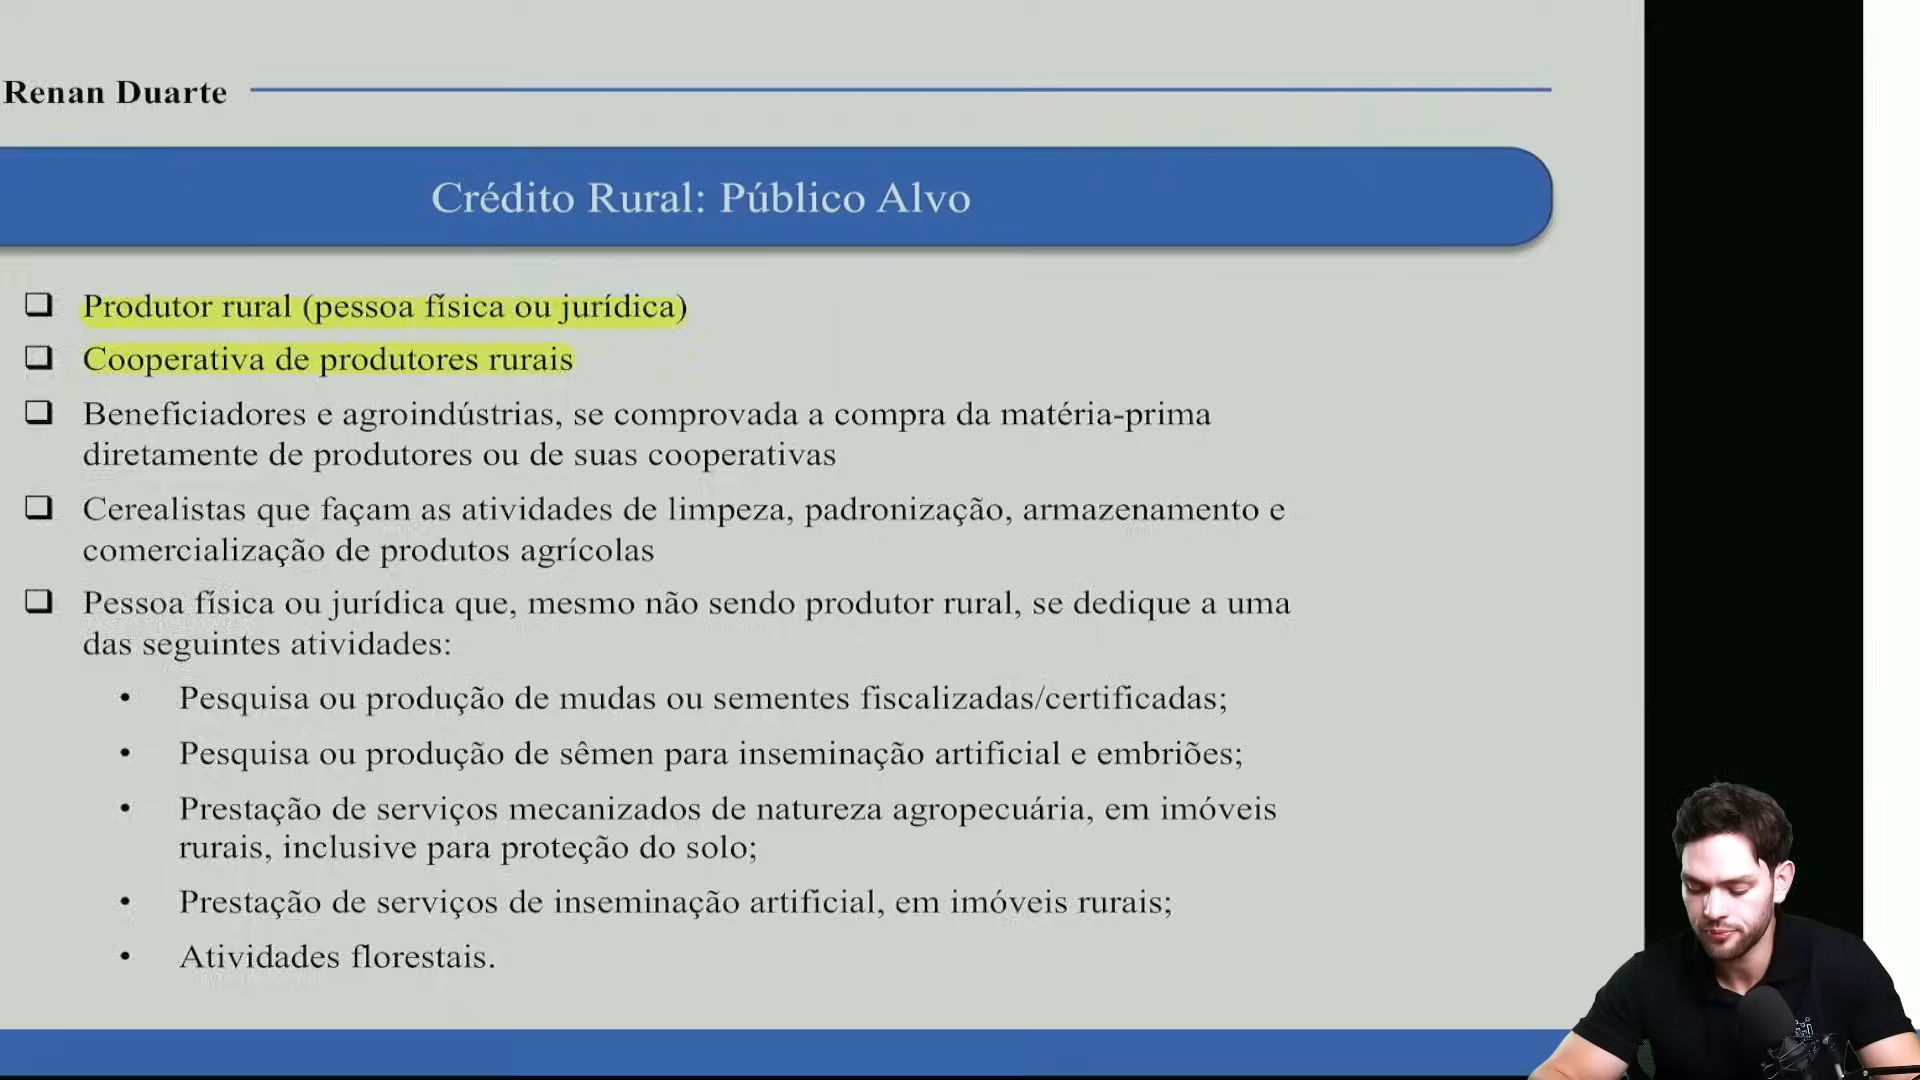 Renan Duarte
Crédito Rural: Público Alvo
Produtor rural (pessoa física ou jurídica)
Cooperativa de produtores rurais
Beneficiadores e agroindústrias, se comprovada a compra da matéria-prima
diretamente de produtores ou de suas cooperativas
Cerealistas que façam as atividades de limpeza, padronização, armazenamento e
comercialização de produtos agrícolas
Pessoa física ou jurídica que, mesmo não sendo produtor rural, se dedique a uma
das seguintes atividades:
• Pesquisa ou produção de mudas ou sementes fiscalizadas/certificadas;
• Pesquisa ou produção de sêmen para inseminação artificial e embriões;
• Prestação de serviços mecanizados de natureza agropecuária, em imóveis
rurais, inclusive para proteção do solo;
• Prestação de serviços de inseminação artificial, em imóveis rurais;
• Atividades florestais.